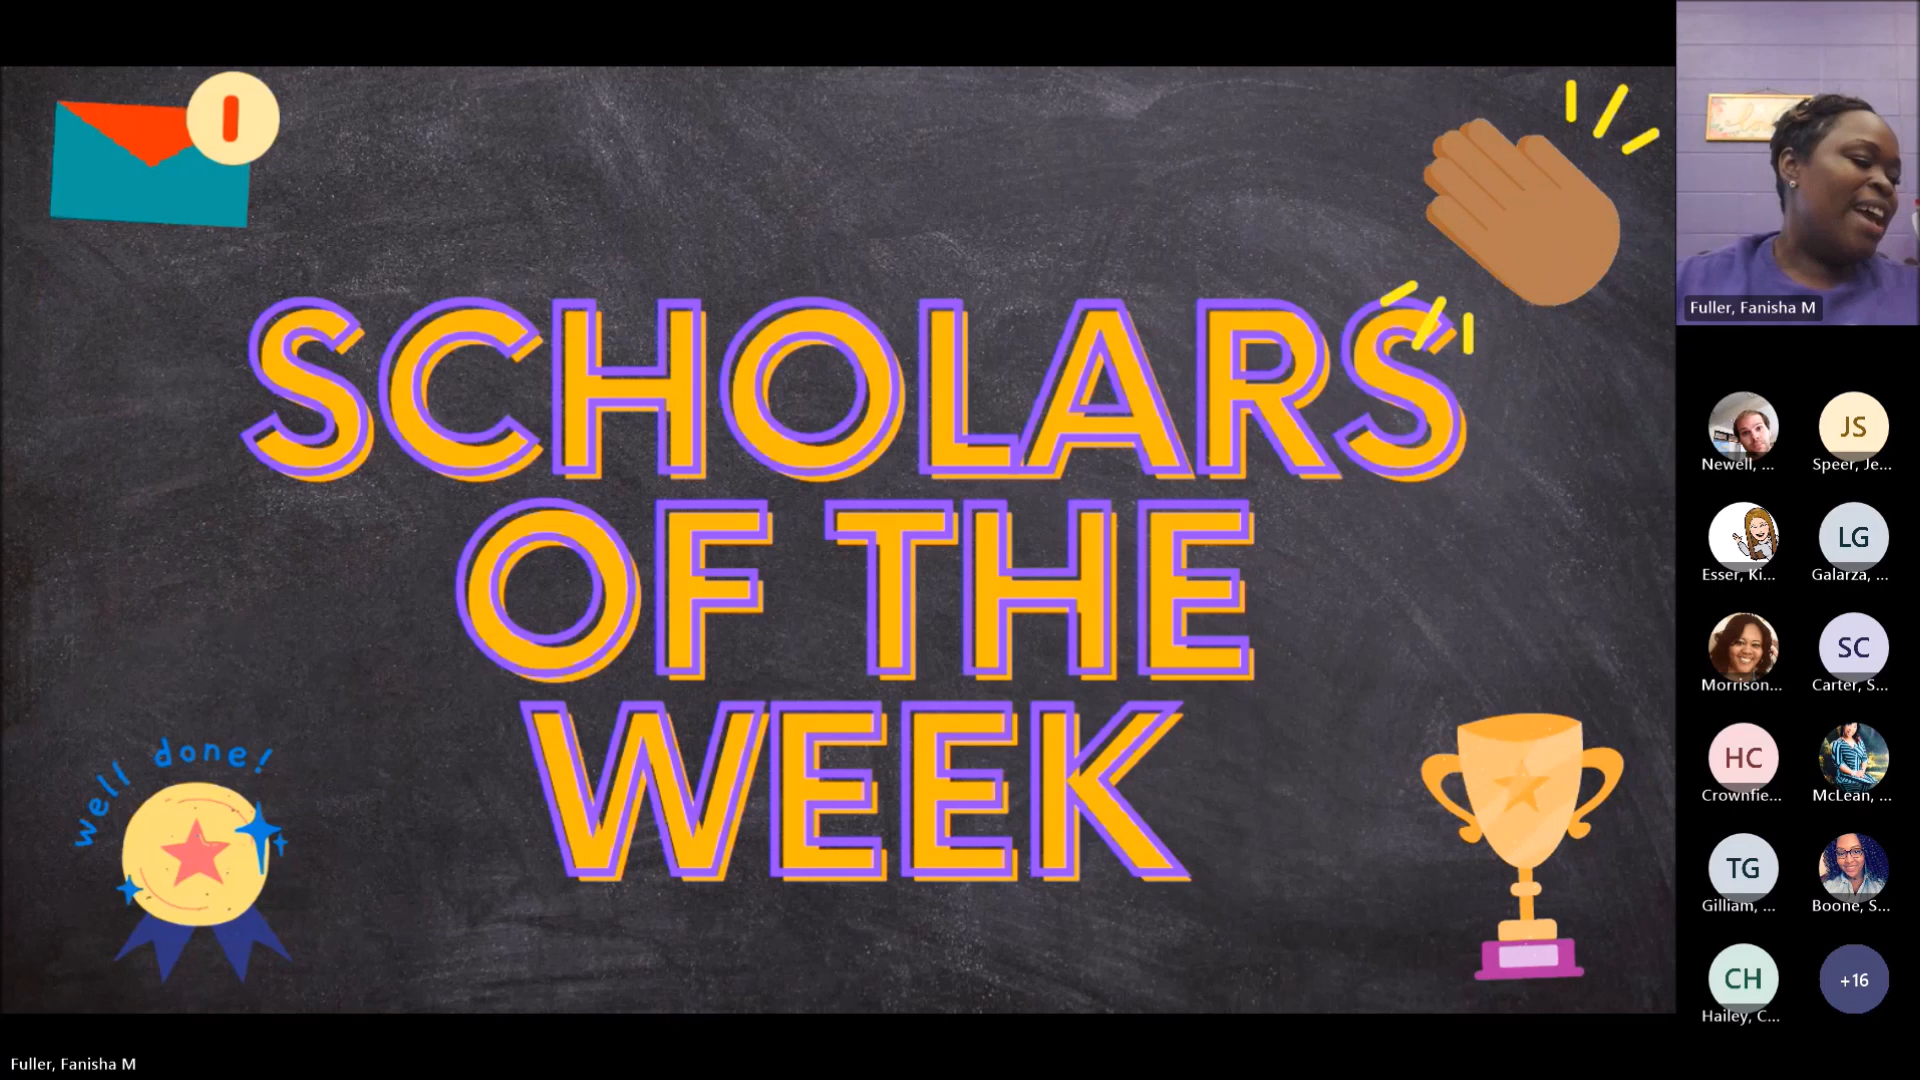 SCHOLARS
OF THE
WEEK
well done!
Fuller, Fanisha M
Newell, ...
JS
Speer, Je...
Esser, Ki...
LG
Galarza, ...
Morrison...
SC
Carter, S...
HC
Crownfie...
McLean, ...
TG
Gilliam, ...
Boone, S...
CH
Hailey, C...
+16
Fuller, Fanisha M